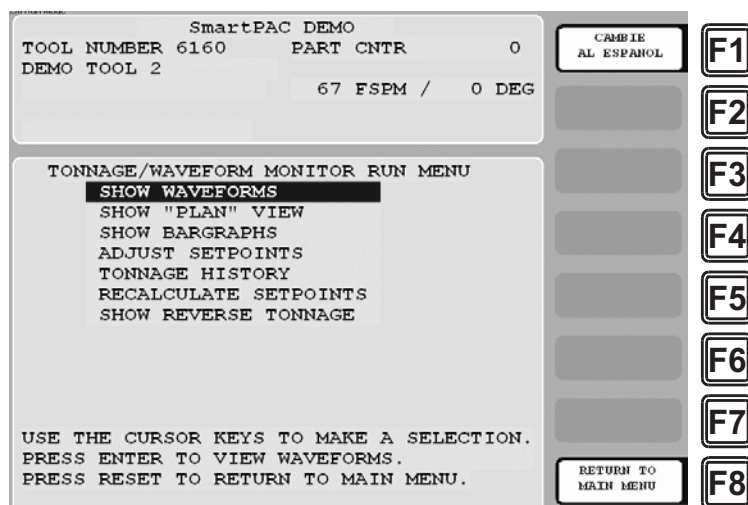 SmartPAC DEMO
TOOL NUMBER 6160 PART CNTR 0
DEMO TOOL 2
67 FSPM / 0 DEG
TONNAGE/WAVEFORM MONITOR RUN MENU
SHOW WAVEFORMS
SHOW "PLAN" VIEW
SHOW BARGRAPHS
ADJUST SETPOINTS
TONNAGE HISTORY
RECALCULATE SETPOINTS
SHOW REVERSE TONNAGE
USE THE CURSOR KEYS TO MAKE A SELECTION.
PRESS ENTER TO VIEW WAVEFORMS.
PRESS RESET TO RETURN TO MAIN MENU.
CAMBIE
AL ESPANOL
RETURN TO
MAIN MENU
F1
F2
F3
F4
F5
F6
F7
F8